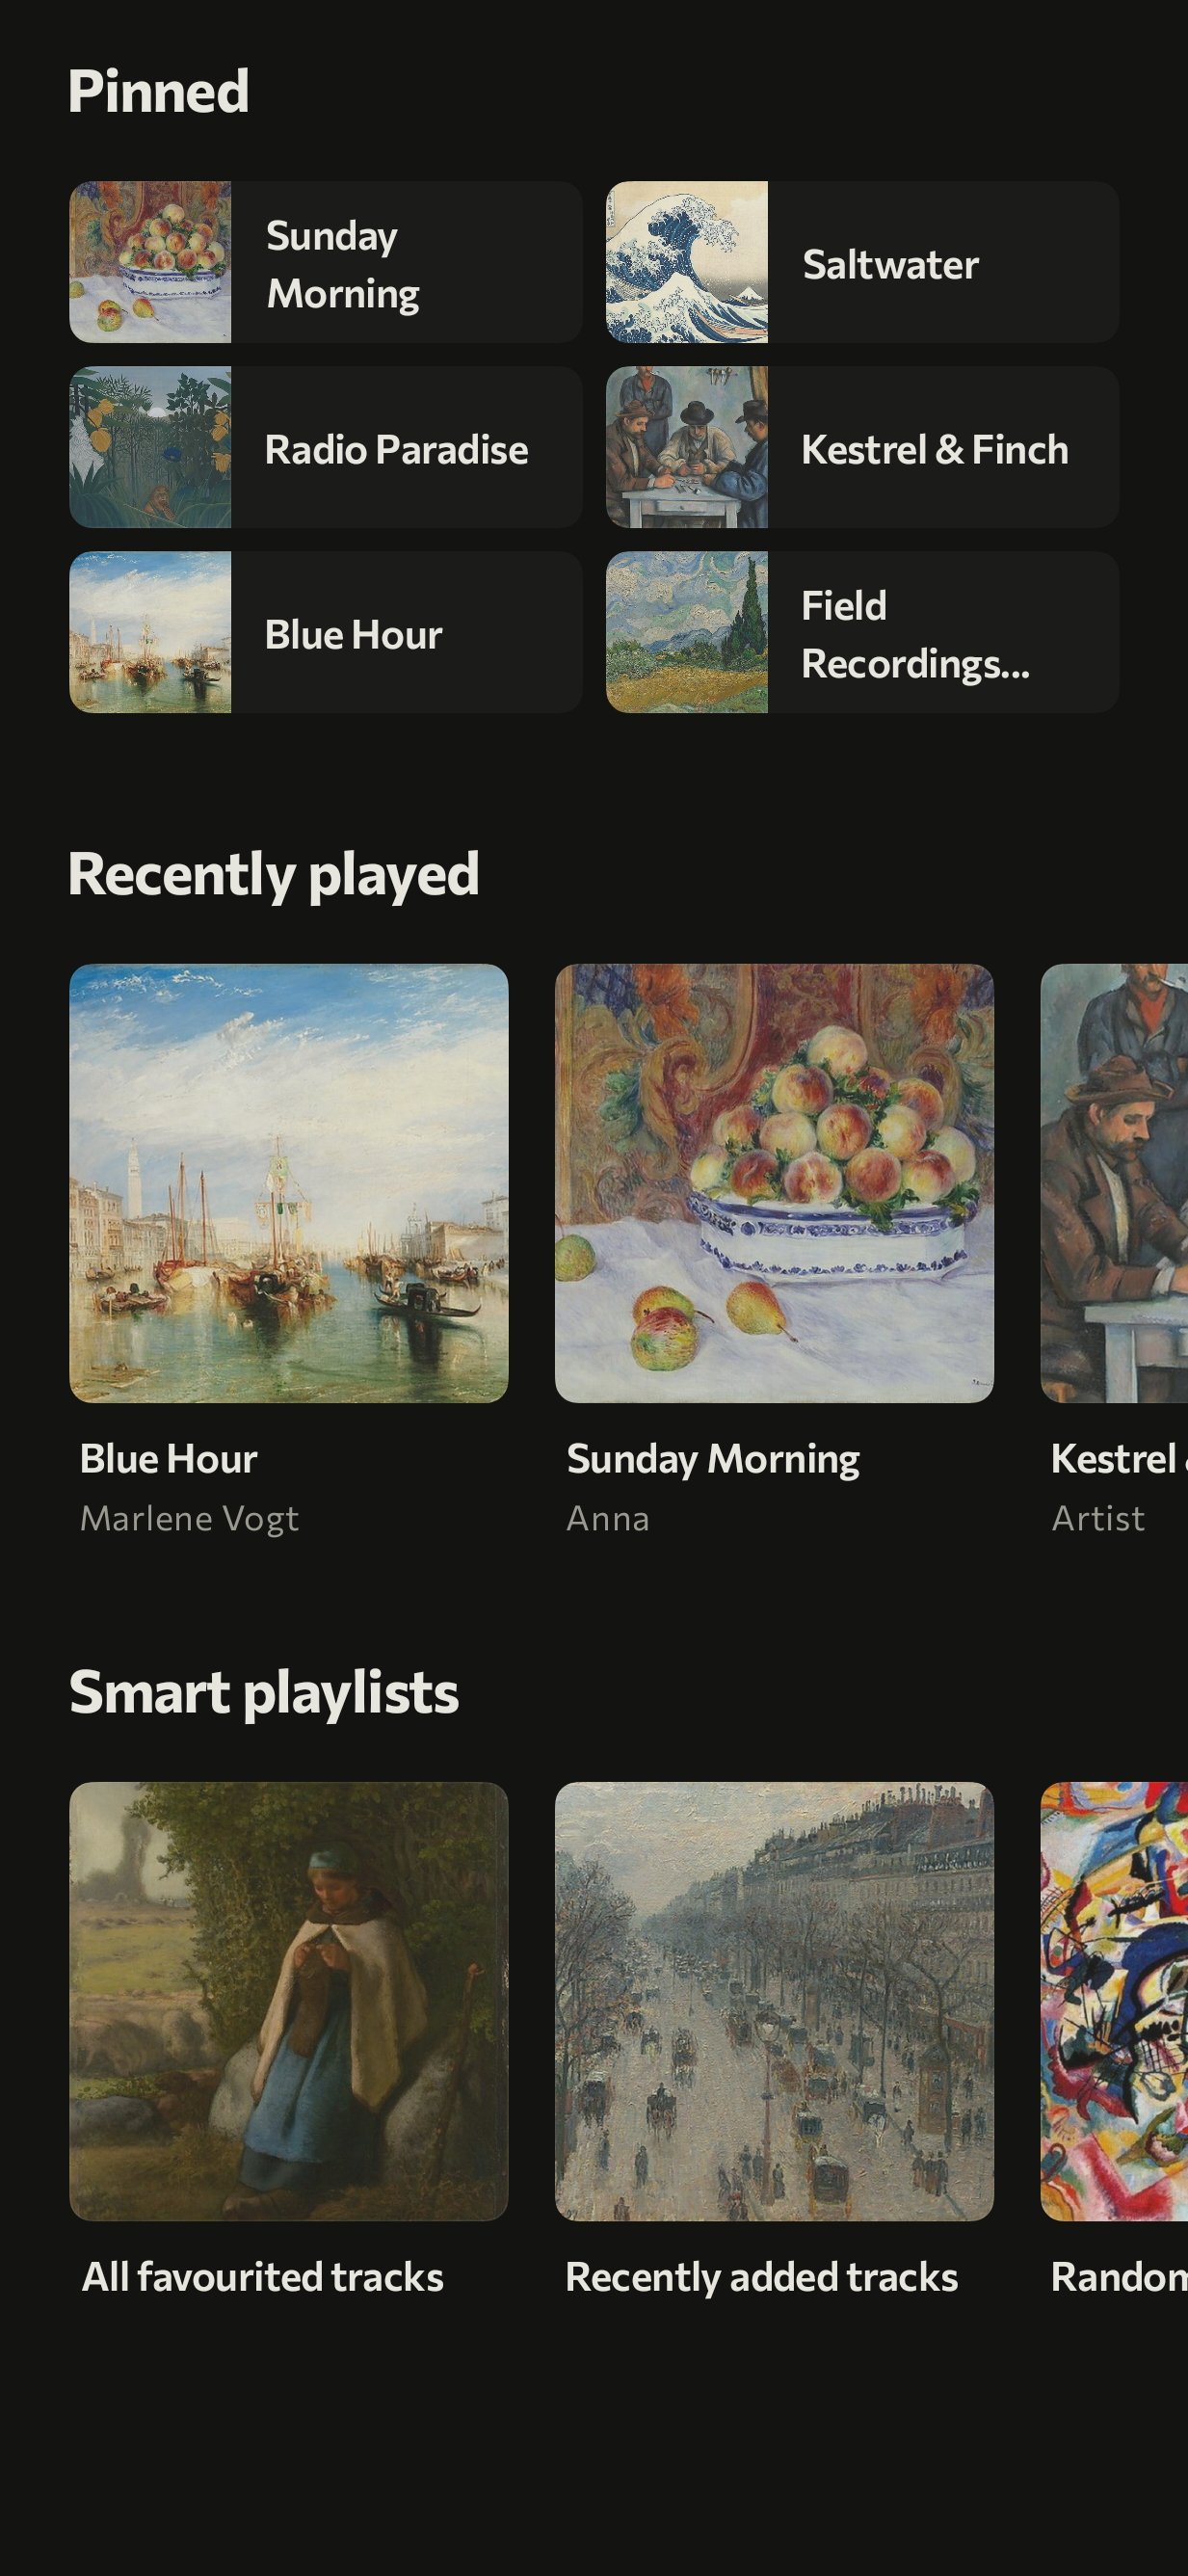 Pinned
Sunday
Morning
Saltwater
Radio Paradise
Kestrel & Finch
Blue Hour
Field
Recordings...
Recently played
Blue Hour
Marlene Vogt
Sunday Morning
Anna
Kestrel
Artist
Smart playlists
All favourited tracks
Recently added tracks
Random